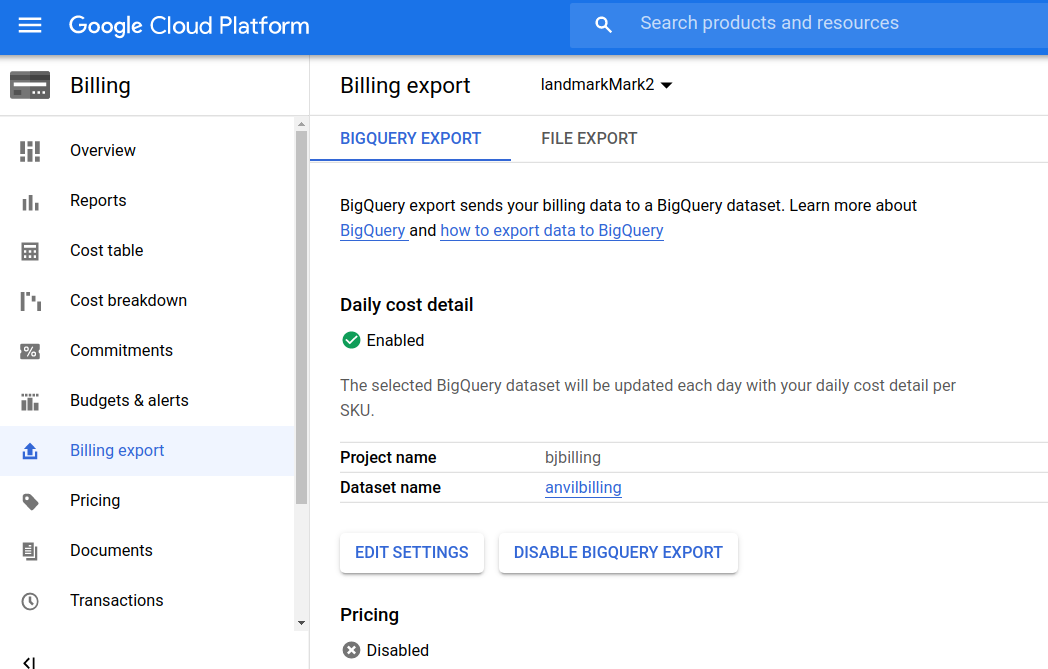 Google Cloud Platform
Search products and resources
Billing
Billing export
landmarkMark2
BIGQUERY EXPORT
FILE EXPORT
Overview
Reports
Cost table
Cost breakdown
Commitments
Budgets & alerts
Billing export
Pricing
Documents
Transactions
BigQuery export sends your billing data to a BigQuery dataset. Learn more about
BigQuery and how to export data to BigQuery
Daily cost detail
Enabled
The selected BigQuery dataset will be updated each day with your daily cost detail per
SKU.
Project name bjbilling
Dataset name anvilbilling
EDIT SETTINGS
DISABLE BIGQUERY EXPORT
Pricing
Disabled